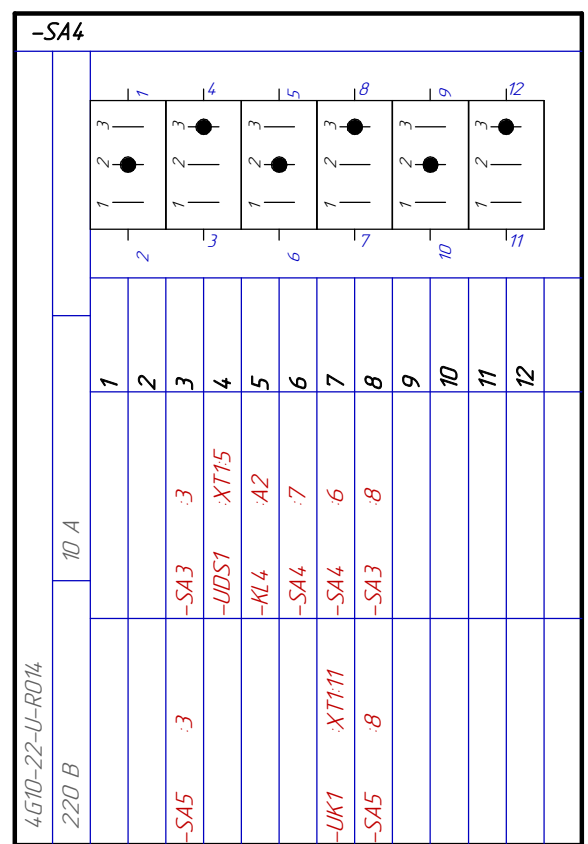 -SA4
4G10-22-U-R014
220 В
10 А
1 4 5 8 9 12
3 3 3 3 3 3
2 2 2 2 2 2
1 1 1 1 1 1
2 3 6 7 10 11
1
2
3 -SA3 :3 -SA5 :3
4 -UDS1 :XT1:5
5 -KL4 :A2
6 -SA4 :7
7 -SA4 :6 -UK1 :XT1:11
8 -SA3 :8 -SA5 :8
9
10
11
12